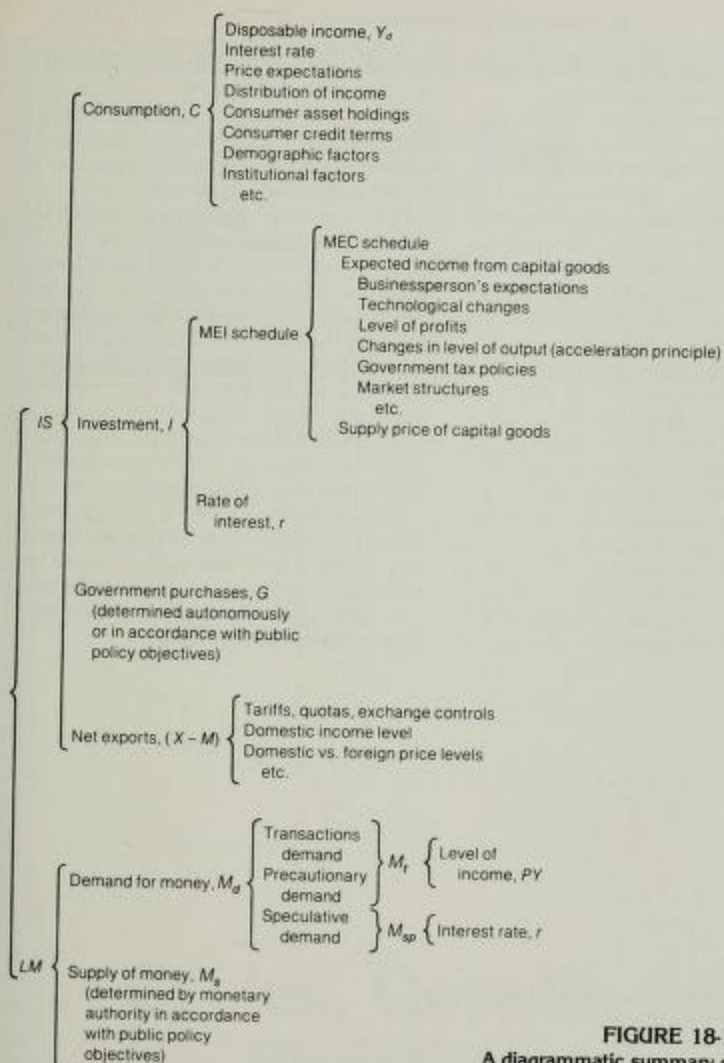 Disposable income, Yd
Interest rate
Price expectations
Distribution of income
Consumption, C
Consumer asset holdings
Consumer credit terms
Demographic factors
Institutional factors
etc.
MEC schedule
Expected income from capital goods
Businessperson's expectations
Technological changes
MEI schedule
Level of profits
Changes in level of output (acceleration principle)
Government tax policies
Market structures
etc.
IS
Investment, I
Supply price of capital goods
Rate of
interest, r
Government purchases, G
(determined autonomously
or in accordance with public
policy objectives)
Net exports, (X – M)
Tariffs, quotas, exchange controls
Domestic income level
Domestic vs. foreign price levels
etc.
Demand for money, Md
Transactions
demand
Precautionary
demand
Mt
Level of
income, PY
Speculative
demand
Msp
Interest rate, r
LM
Supply of money, Ms
(determined by monetary
authority in accordance
with public policy
objectives)
FIGURE 18-
A diagrammatic summary